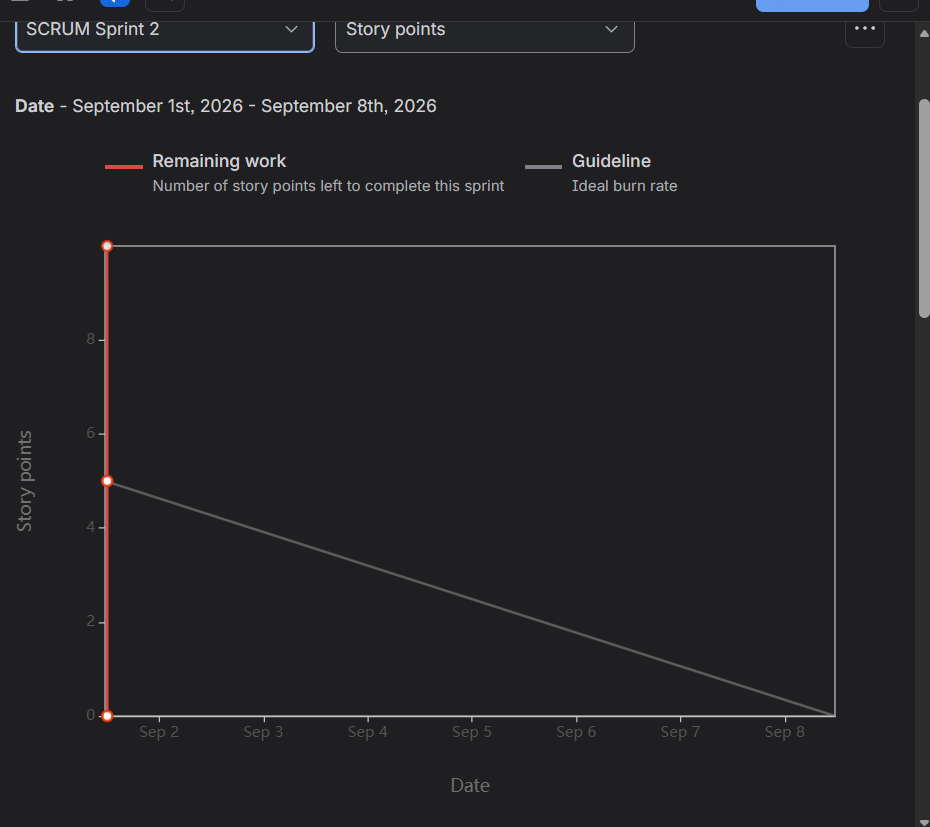 SCRUM Sprint 2
Story points
Date - September 1st, 2026 - September 8th, 2026
Remaining work
Number of story points left to complete this sprint
Guideline
Ideal burn rate
8
6
4
2
0
Story points
Sep 2 Sep 3 Sep 4 Sep 5 Sep 6 Sep 7 Sep 8
Date